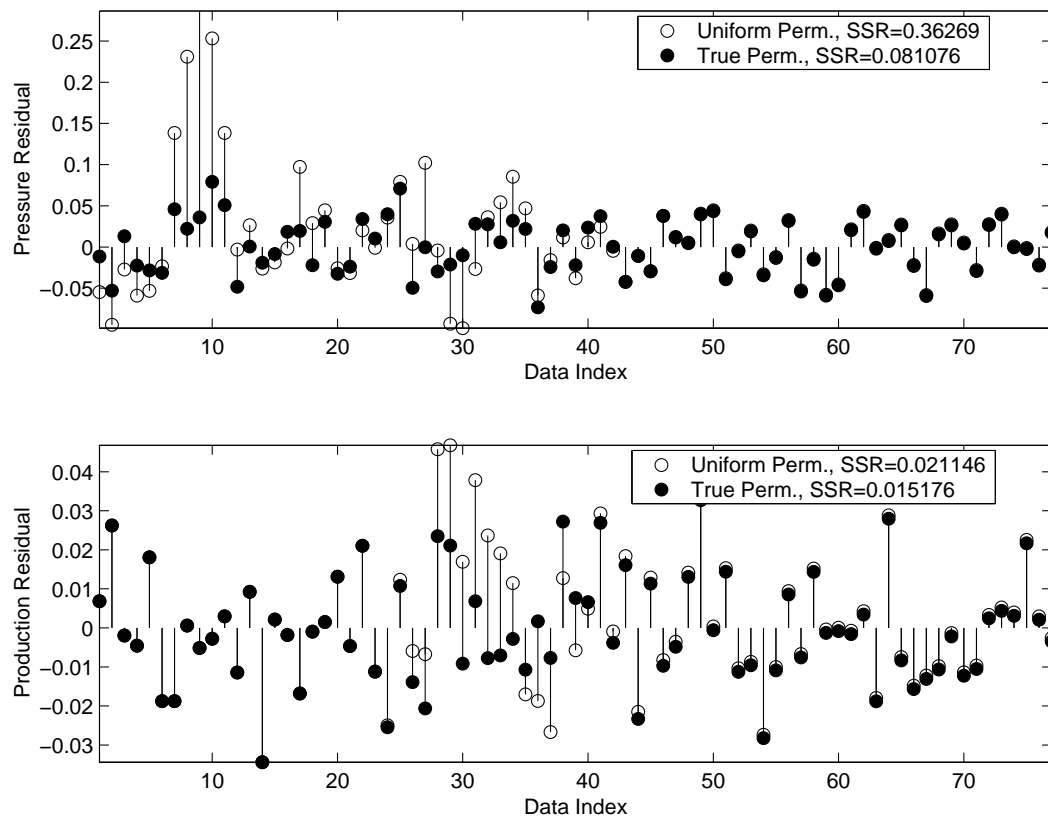 0.25
0.2
0.15
0.1
0.05
0
−0.05
Pressure Residual
Uniform Perm., SSR=0.36269
True Perm., SSR=0.081076
10 20 30 40 50 60 70
Data Index
0.04
0.03
0.02
0.01
0
−0.01
−0.02
−0.03
Production Residual
Uniform Perm., SSR=0.021146
True Perm., SSR=0.015176
10 20 30 40 50 60 70
Data Index